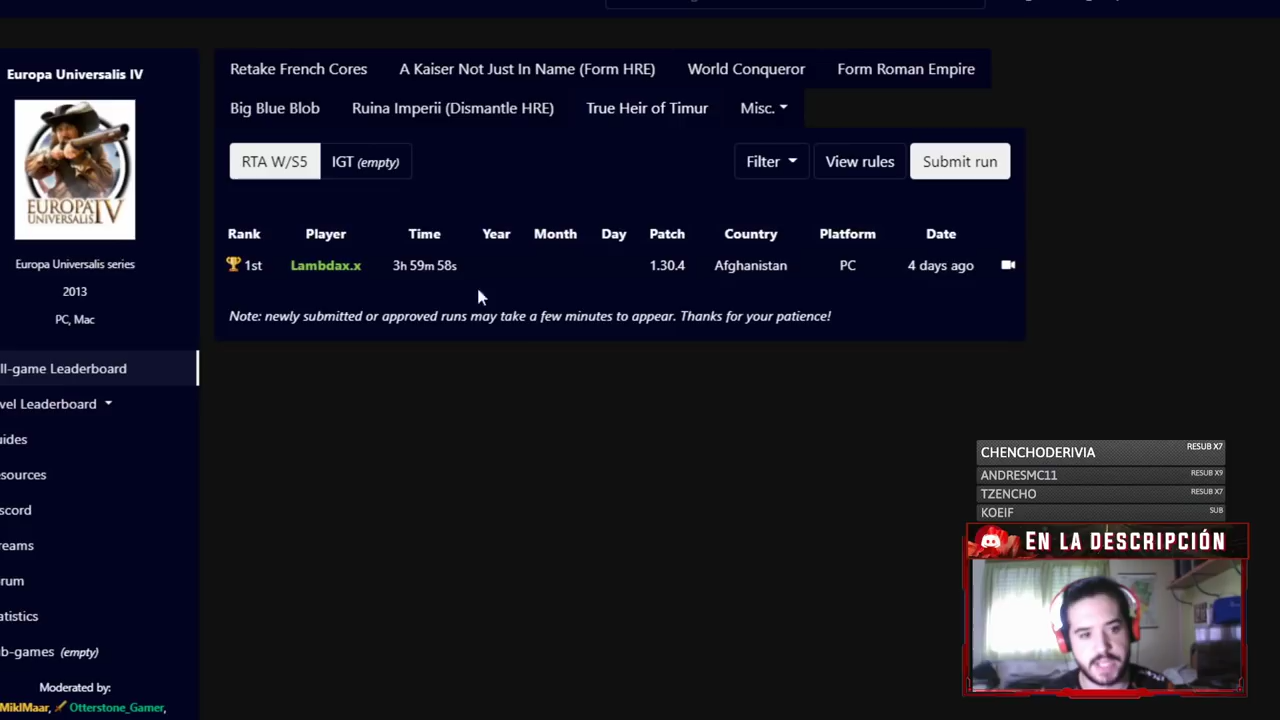 Europa Universalis IV
EUROPA
UNIVERSALIS IV
Europa Universalis series
2013
PC, Mac
ll-game Leaderboard
vel Leaderboard
uides
esources
scord
reams
rum
atistics
b-games (empty)
Moderated by:
MiklMaar, Otterstone_Gamer,
Retake French Cores A Kaiser Not Just In Name (Form HRE) World Conqueror Form Roman Empire
Big Blue Blob Ruina Imperii (Dismantle HRE) True Heir of Timur Misc.
RTA W/S5 IGT (empty) Filter View rules Submit run
Rank Player Time Year Month Day Patch Country Platform Date
1st Lambdax.x 3h 59m 58s 1.30.4 Afghanistan PC 4 days ago
Note: newly submitted or approved runs may take a few minutes to appear. Thanks for your patience!
CHENCHODERIVIA RESUB X7
ANDRESMC11 RESUB X9
TZENCHO RESUB X7
KOEIF SUB
EN LA DESCRIPCIÓN